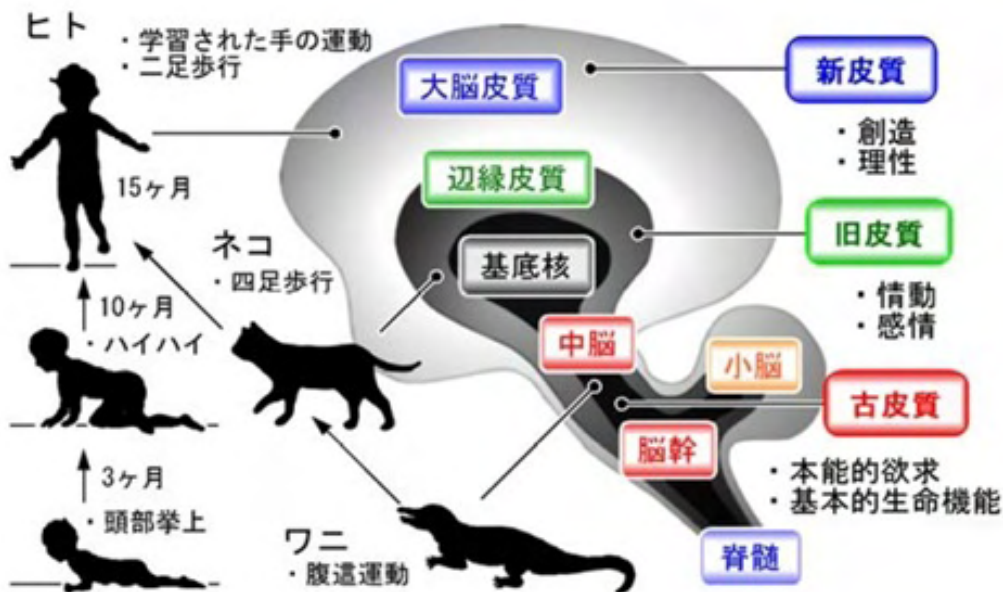 ヒト
・学習された手の運動
・二足歩行
大脳皮質
新皮質
・創造
・理性
15ヶ月
辺縁皮質
旧皮質
ネコ
・四足歩行
基底核
・情動
・感情
10ヶ月
・ハイハイ
中脳
小脳
古皮質
脳幹
・本能的欲求
・基本的生命機能
3ヶ月
・頭部挙上
ワニ
・腹這運動
脊髄